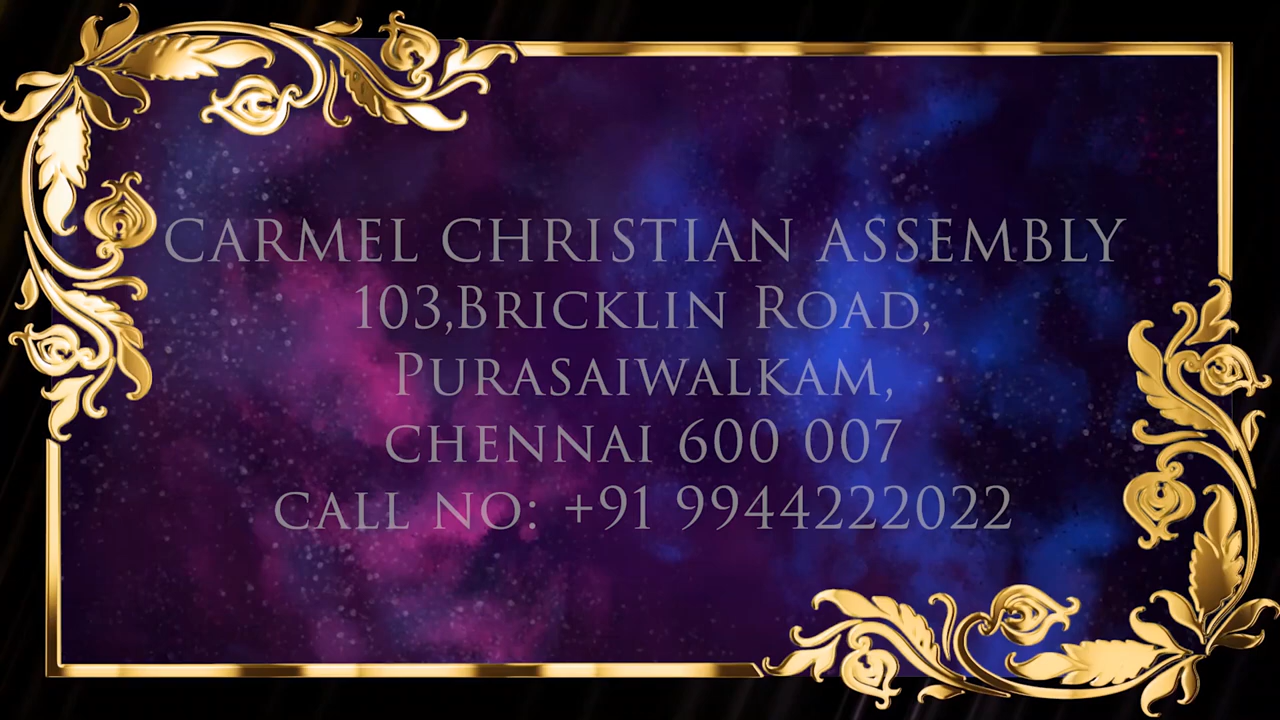 CARMEL CHRISTIAN ASSEMBLY
103,BRICKLIN ROAD,
PURASAIWALKAM,
CHENNAI 600 007
CALL NO: +91 9944222022